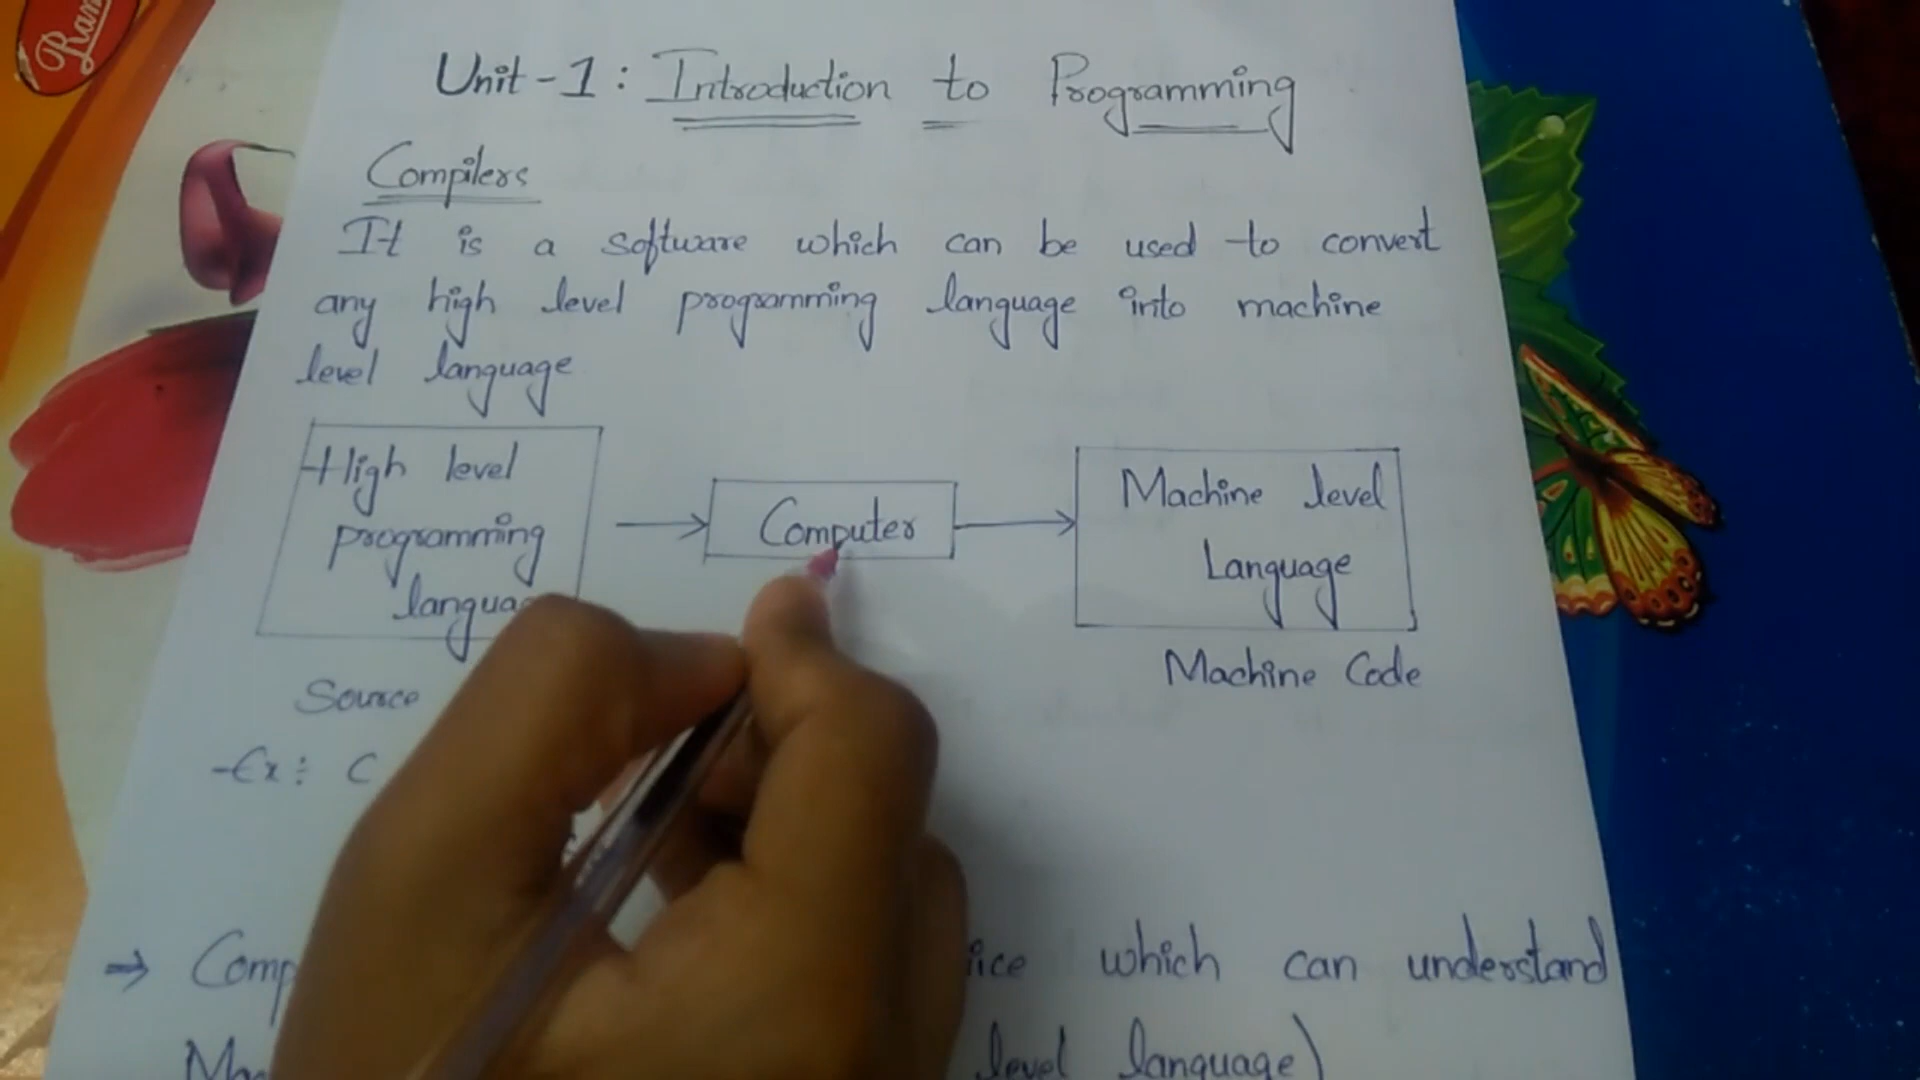 Ram
Unit - 1 : Introduction to Programming
Compilers
It is a software which can be used to convert
any high level programming language into machine
level language
High level
programming
Computer
Machine level
Language
Source
Machine Code
Ex : C
⇒ which can understand
level language)